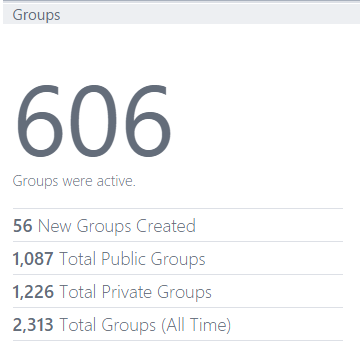 Groups
606
Groups were active.
56 New Groups Created
1,087 Total Public Groups
1,226 Total Private Groups
2,313 Total Groups (All Time)